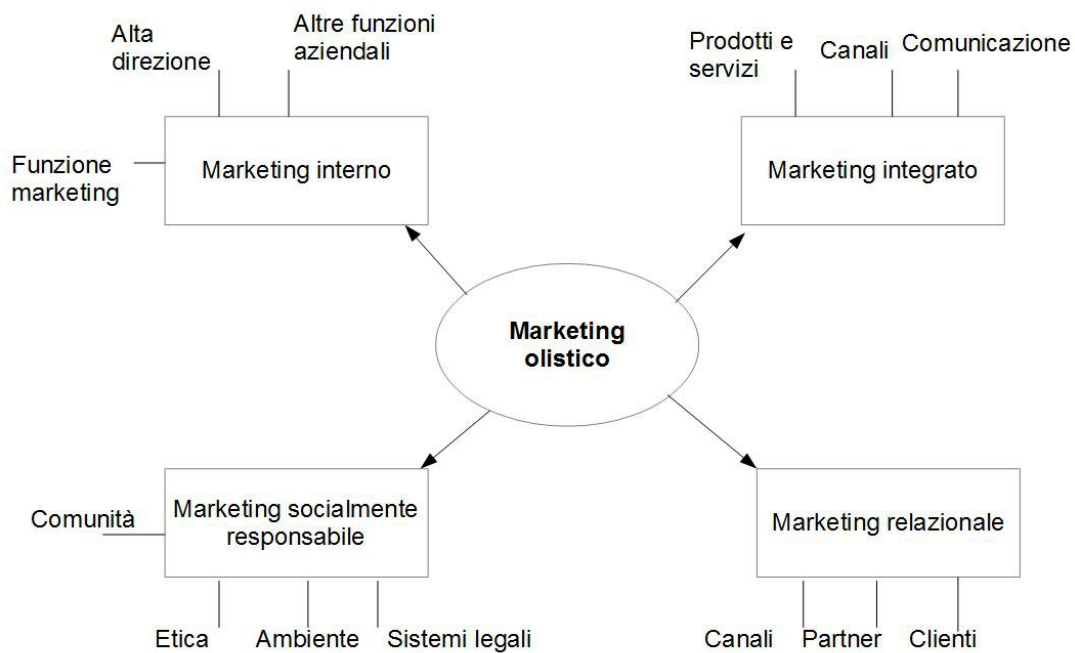 Alta
direzione
Altre funzioni
aziendali
Prodotti e
servizi
Canali
Comunicazione
Funzione
marketing
Marketing interno
Marketing integrato
Marketing
olistico
Comunità
Marketing socialmente
responsabile
Marketing relazionale
Etica
Ambiente
Sistemi legali
Canali
Partner
Clienti